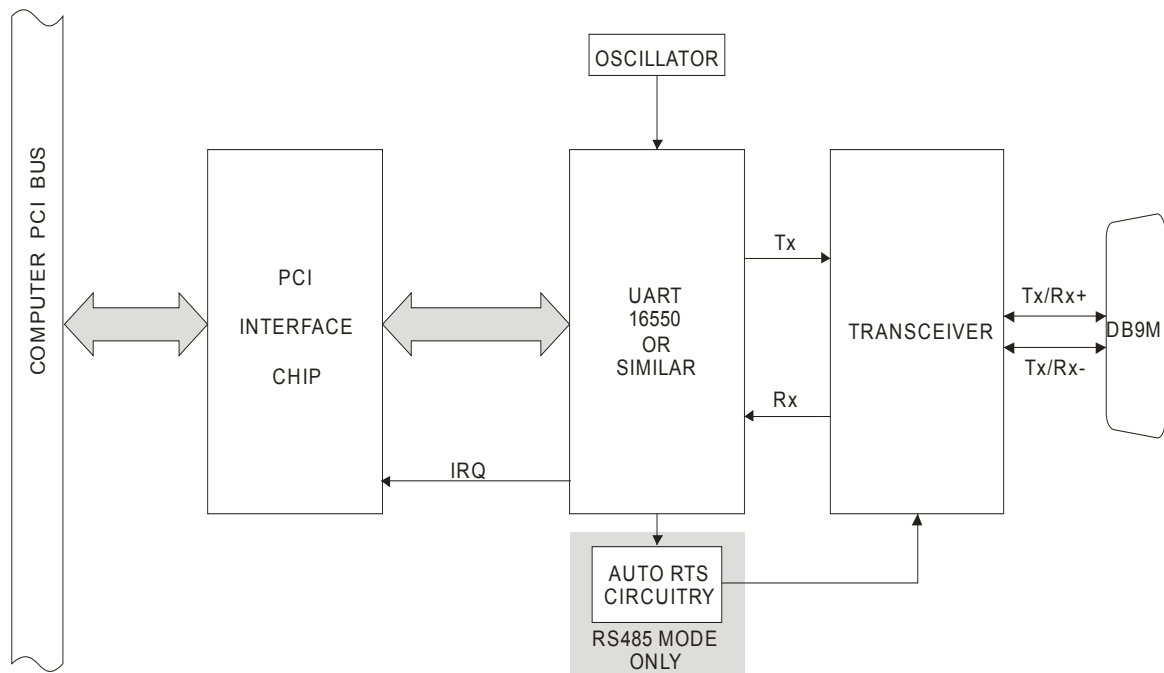 COMPUTER PCI BUS
OSCILLATOR
PCI
INTERFACE
CHIP
UART
16550
OR
SIMILAR
Tx
Rx
IRQ
TRANSCEIVER
Tx/Rx+
Tx/Rx-
DB9M
AUTO RTS
CIRCUITRY
RS485 MODE
ONLY